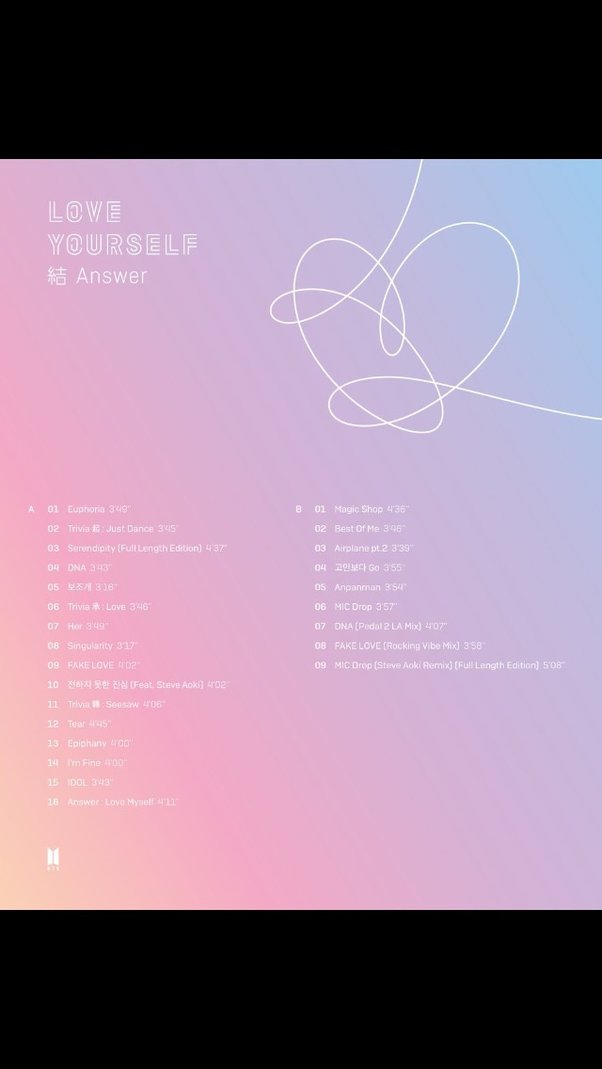 LOVE
YOURSELF
結 Answer
A 01 Euphoria 3'49"
02 Trivia 起 : Just Dance 3'45"
03 Serendipity (Full Length Edition) 4'37"
04 DNA 3'43"
05 보조개 3'16"
06 Trivia 承 : Love 3'46"
07 Her 3'49"
08 Singularity 3'17"
09 FAKE LOVE 4'02"
10 전하지 못한 진심 (Feat. Steve Aoki) 4'02"
11 Trivia 轉 : Seesaw 4'06"
12 Tear 4'45"
13 Epiphany 4'00"
14 I'm Fine 4'00"
15 IDOL 3'43"
16 Answer : Love Myself 4'11"
B 01 Magic Shop 4'36"
02 Best Of Me 3'46"
03 Airplane pt.2 3'39"
04 고민보다 Go 3'55"
05 Anpanman 3'54"
06 MIC Drop 3'57"
07 DNA (Pedal 2 LA Mix) 4'07"
08 FAKE LOVE (Rocking Vibe Mix) 3'58"
09 MIC Drop (Steve Aoki Remix) (Full Length Edition) 5'08"
BTS